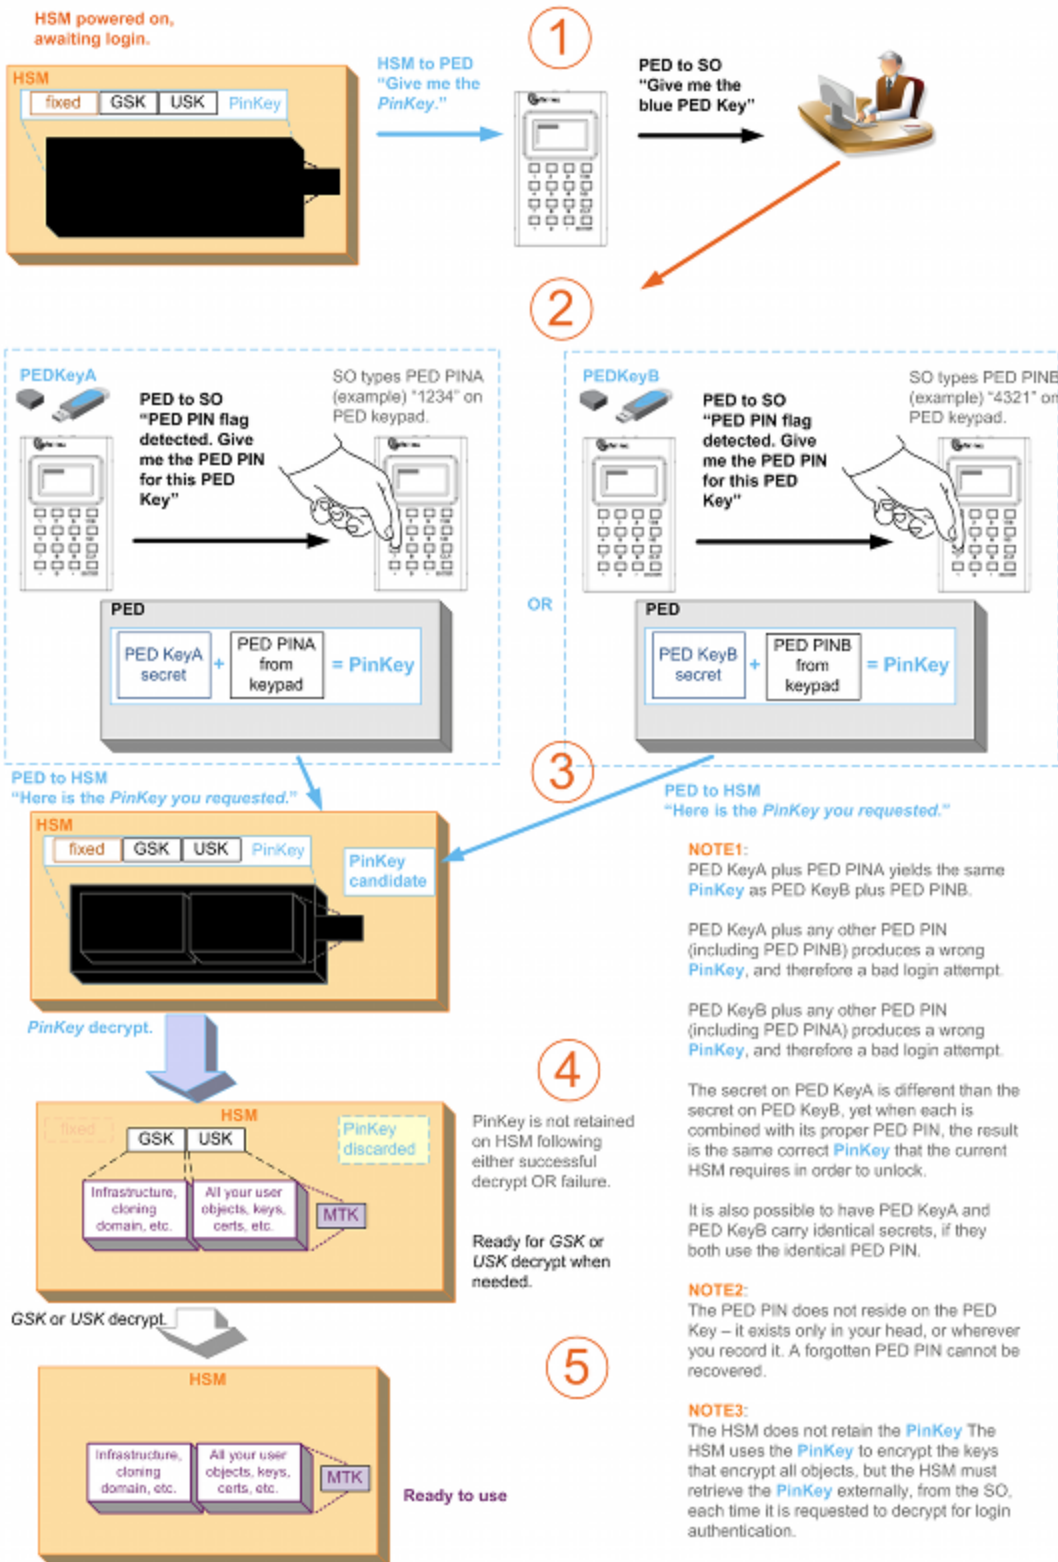 HSM powered on,
awaiting login.
1
HSM
fixed GSK USK PinKey
HSM to PED
“Give me the
PinKey.”
PED to SO
“Give me the
blue PED Key”
2
PEDKeyA
PED to SO
“PED PIN flag
detected. Give
me the PED PIN
for this PED
Key”
SO types PED PINA
(example) “1234” on
PED keypad.
PED
PED KeyA
secret
+
PED PINA
from
keypad
= PinKey
OR
PEDKeyB
PED to SO
“PED PIN flag
detected. Give
me the PED PIN
for this PED
Key”
SO types PED PINB
(example) “4321” on
PED keypad.
PED
PED KeyB
secret
+
PED PINB
from
keypad
= PinKey
3
PED to HSM
“Here is the PinKey you requested.”
PED to HSM
“Here is the PinKey you requested.”
HSM
fixed GSK USK PinKey
PinKey
candidate
PinKey decrypt.
4
HSM
fixed
GSK USK
PinKey
discarded
Infrastructure,
cloning
domain, etc.
All your user
objects, keys,
certs, etc.
MTK
PinKey is not retained
on HSM following
either successful
decrypt OR failure.
Ready for GSK or
USK decrypt when
needed.
GSK or USK decrypt.
5
HSM
Infrastructure,
cloning
domain, etc.
All your user
objects, keys,
certs, etc.
MTK
Ready to use
NOTE1:
PED KeyA plus PED PINA yields the same
PinKey as PED KeyB plus PED PINB.
PED KeyA plus any other PED PIN
(including PED PINB) produces a wrong
PinKey, and therefore a bad login attempt.
PED KeyB plus any other PED PIN
(including PED PINA) produces a wrong
PinKey, and therefore a bad login attempt.
The secret on PED KeyA is different than the
secret on PED KeyB, yet when each is
combined with its proper PED PIN, the result
is the same correct PinKey that the current
HSM requires in order to unlock.
It is also possible to have PED KeyA and
PED KeyB carry identical secrets, if they
both use the identical PED PIN.
NOTE2:
The PED PIN does not reside on the PED
Key – it exists only in your head, or wherever
you record it. A forgotten PED PIN cannot be
recovered.
NOTE3:
The HSM does not retain the PinKey The
HSM uses the PinKey to encrypt the keys
that encrypt all objects, but the HSM must
retrieve the PinKey externally, from the SO,
each time it is requested to decrypt for login
authentication.